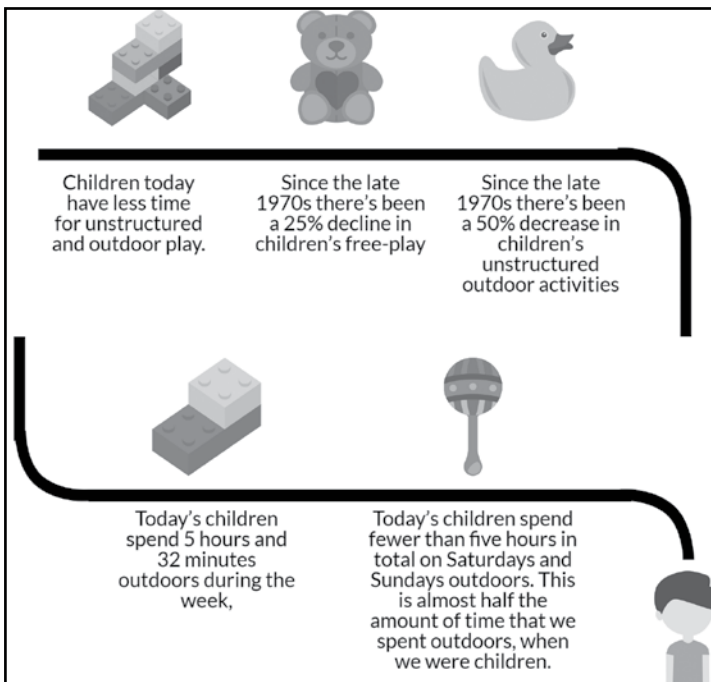 Children today
have less time
for unstructured
and outdoor play.
Since the late
1970s there's been
a 25% decline in
children's free-play
Since the late
1970s there's been
a 50% decrease in
children's
unstructured
outdoor activities
Today's children
spend 5 hours and
32 minutes
outdoors during the
week,
Today's children spend
fewer than five hours in
total on Saturdays and
Sundays outdoors. This
is almost half the
amount of time that we
spent outdoors, when
we were children.